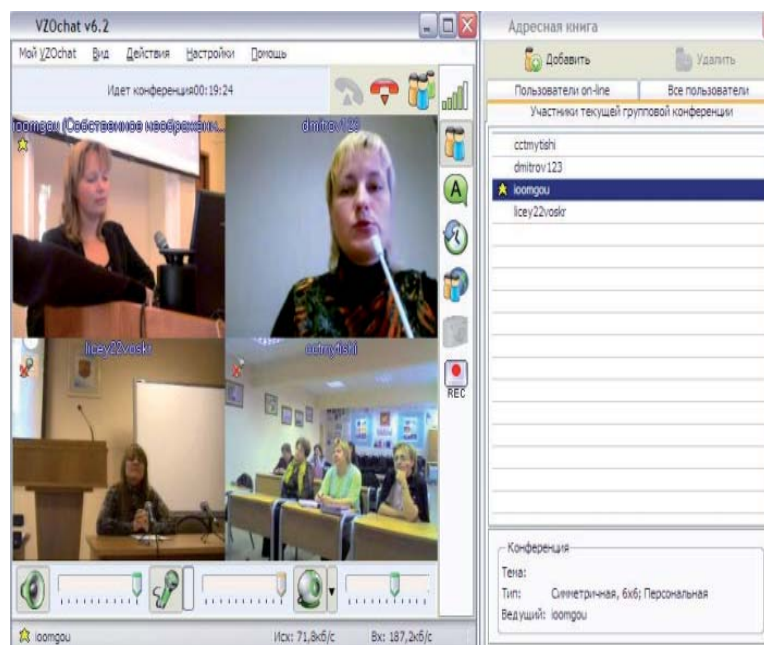 VZOchat v6.2
Мой VZOchat Вид Действия Настройки Помощь
Идет конференция00:19:24
ioomgou (Собственное изображени...
dmitrov123
licey22voskr
cctmytishi
REC
ioomgou
Исх: 71,8кб/с Вх: 187,2кб/с
Адресная книга
Добавить Удалить
Пользователи on-line Все пользователи
Участники текущей групповой конференции
cctmytishi
dmitrov123
ioomgou
licey22voskr
Конференция
Тема:
Тип: Симметричная, 6x6; Персональная
Ведущий: ioomgou